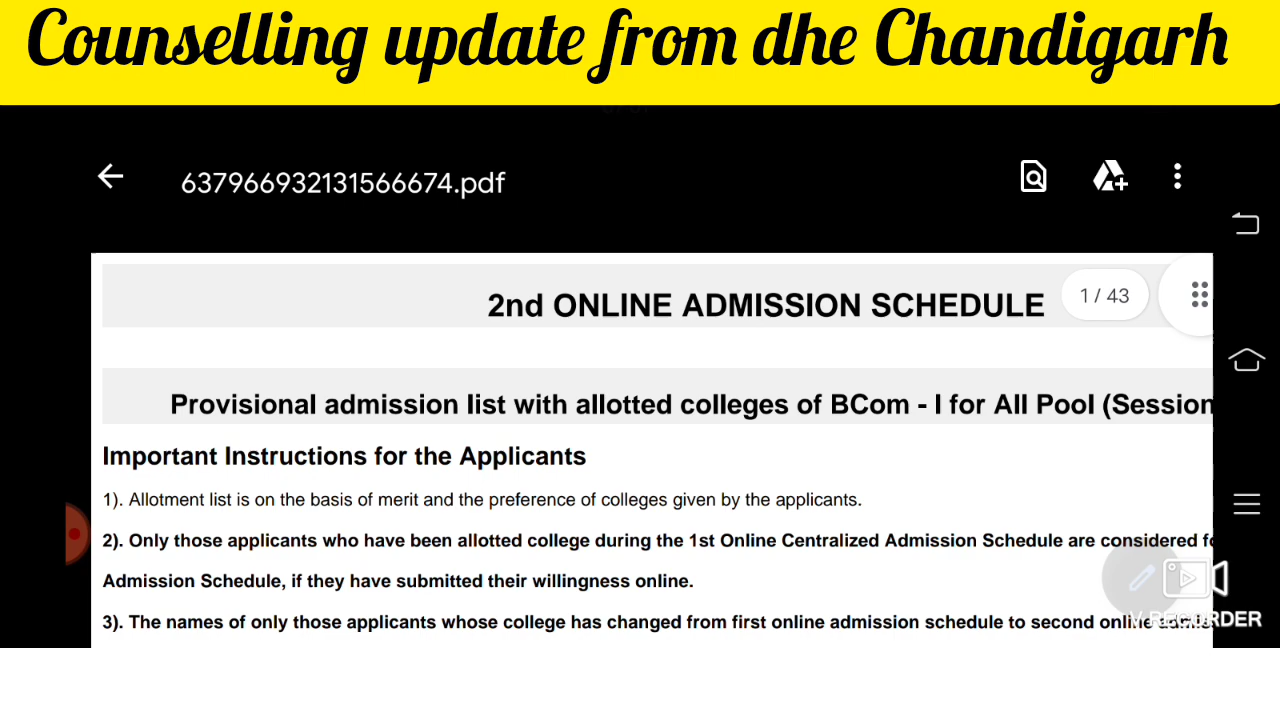 Counselling update from dhe Chandigarh
637966932131566674.pdf
2nd ONLINE ADMISSION SCHEDULE
1 / 43
Provisional admission list with allotted colleges of BCom - I for All Pool (Session
Important Instructions for the Applicants
1). Allotment list is on the basis of merit and the preference of colleges given by the applicants.
2). Only those applicants who have been allotted college during the 1st Online Centralized Admission Schedule are considered
Admission Schedule, if they have submitted their willingness online.
3). The names of only those applicants whose college has changed from first online admission schedule to second
V RECORDER